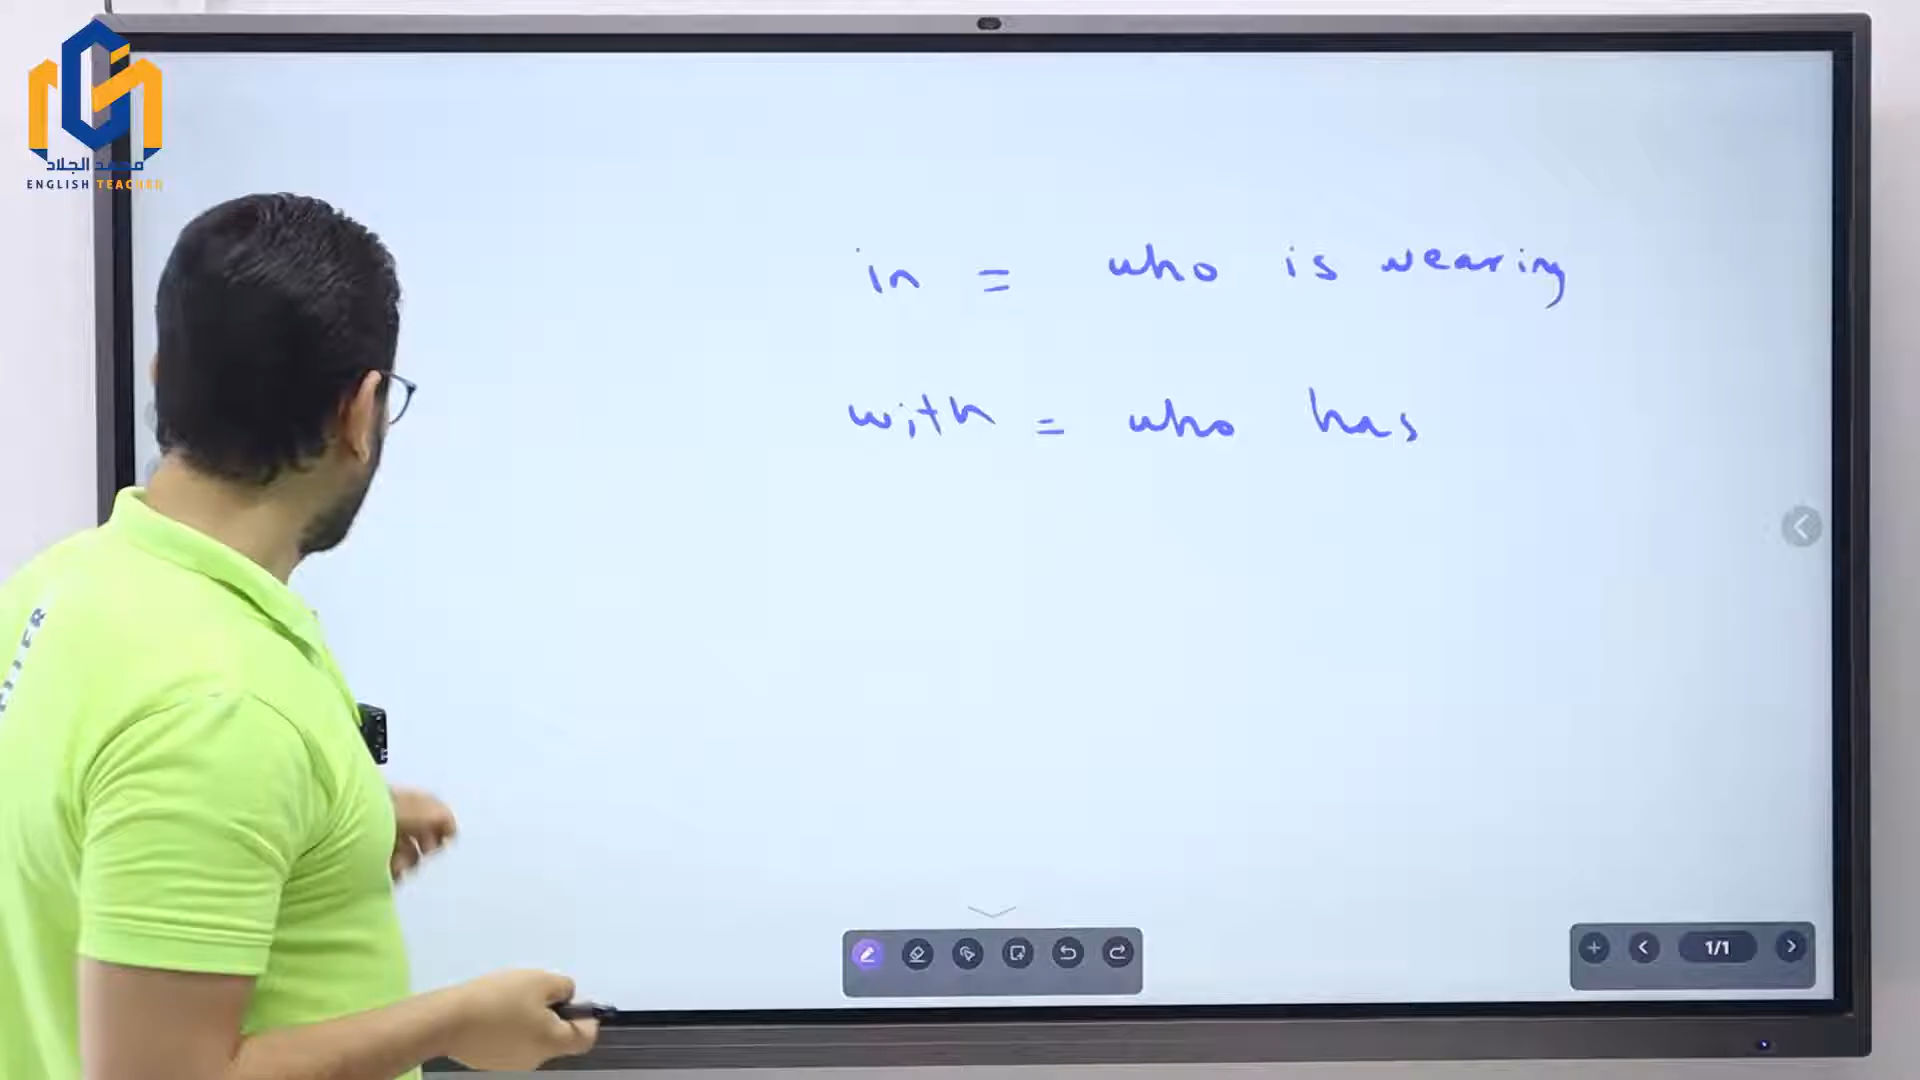 محمد الجلاد
ENGLISH TEACHER
in = who is wearing
with = who has
1/1